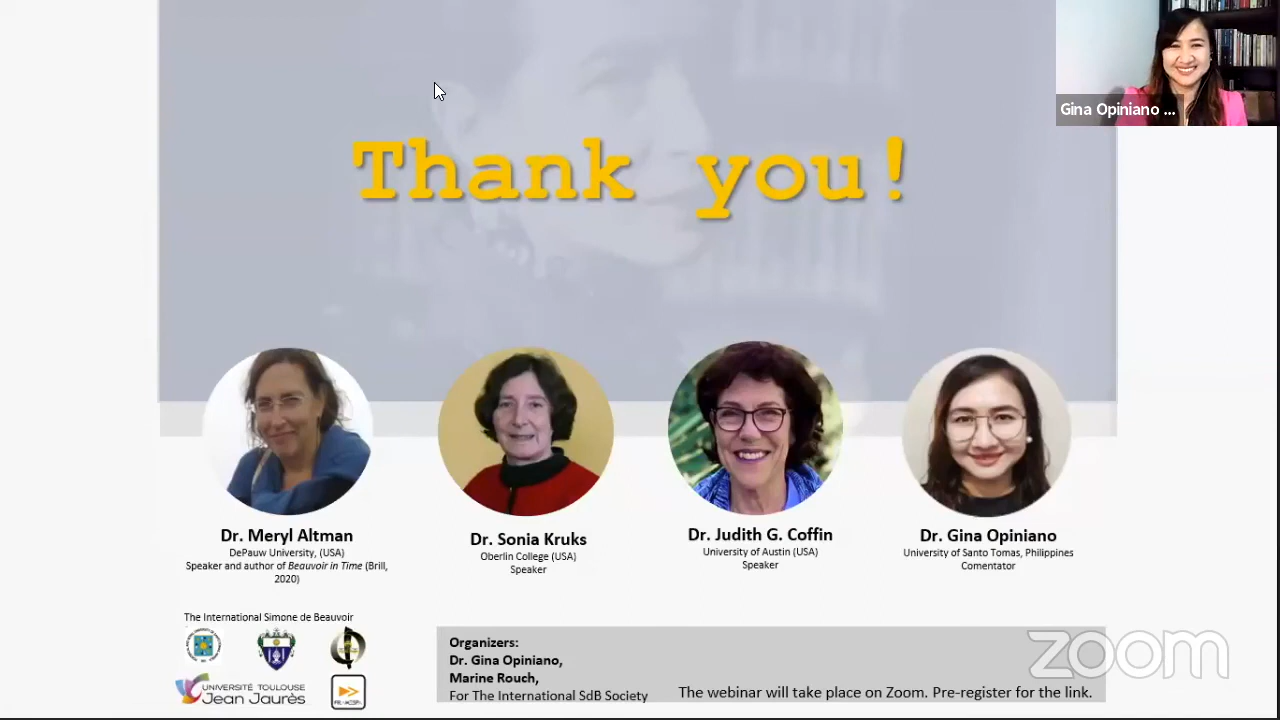 Gina Opiniano ...
Thank you!
Dr. Meryl Altman
DePauw University, (USA)
Speaker and author of Beauvoir in Time (Brill,
2020)
Dr. Sonia Kruks
Oberlin College (USA)
Speaker
Dr. Judith G. Coffin
University of Austin (USA)
Speaker
Dr. Gina Opiniano
University of Santo Tomas, Philippines
Comentator
The International Simone de Beauvoir
UNIVERSITÉ TOULOUSE
Jean Jaurès
Organizers:
Dr. Gina Opiniano,
Marine Rouch,
For The International SdB Society
The webinar will take place on Zoom. Pre-register for the link.
zoom